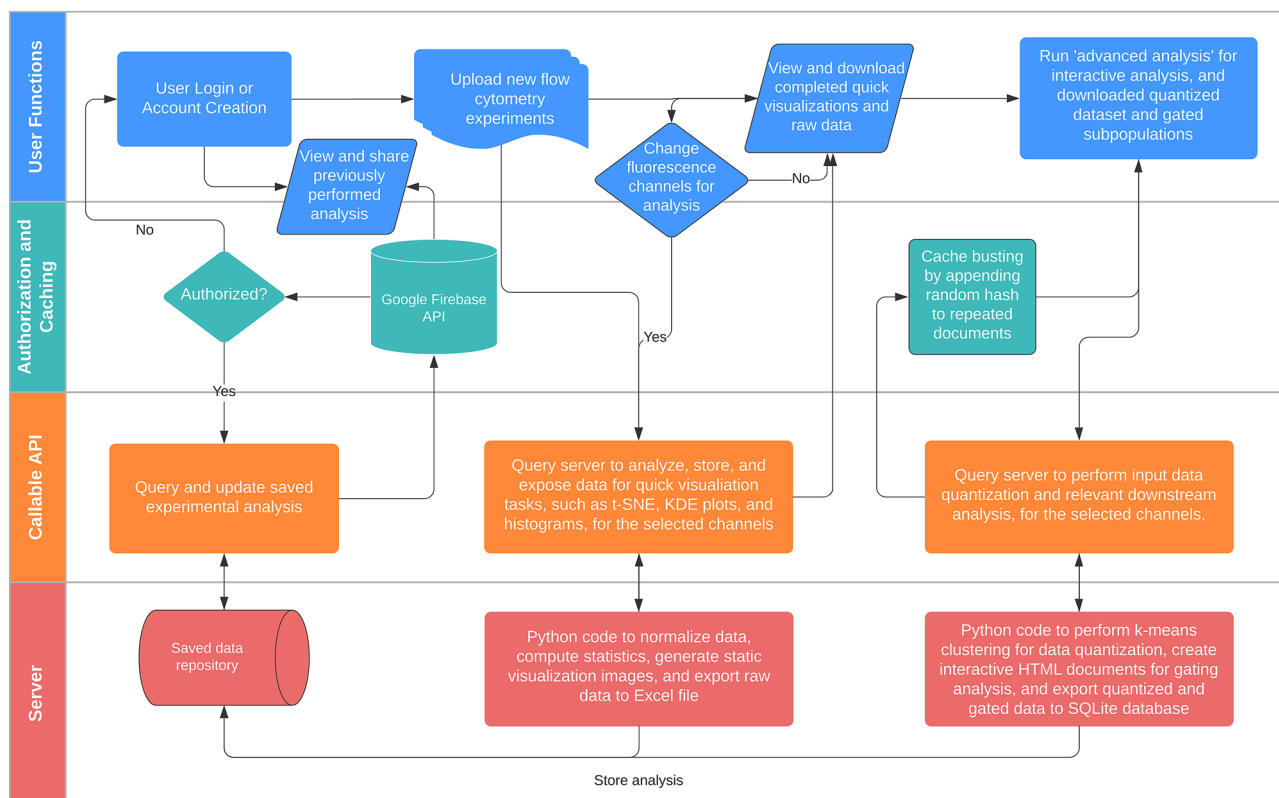 User Functions
User Login or
Account Creation
Upload new flow
cytometry
experiments
View and download
completed quick
visualizations and
raw data
Run 'advanced analysis' for
interactive analysis, and
downloaded quantized
dataset and gated
subpopulations
View and share
previously
performed
analysis
Change
fluorescence
channels for
analysis
No
Authorization and
Caching
No
Authorized?
Google Firebase
API
Yes
Cache busting
by appending
random hash
to repeated
documents
Yes
Callable API
Query and update saved
experimental analysis
Query server to analyze, store, and
expose data for quick visualiation
tasks, such as t-SNE, KDE plots, and
histograms, for the selected channels
Query server to perform input data
quantization and relevant downstream
analysis, for the selected channels.
Server
Saved data
repository
Python code to normalize data,
compute statistics, generate static
visualization images, and export raw
data to Excel file
Python code to perform k-means
clustering for data quantization, create
interactive HTML documents for gating
analysis, and export quantized and
gated data to SQLite database
Store analysis